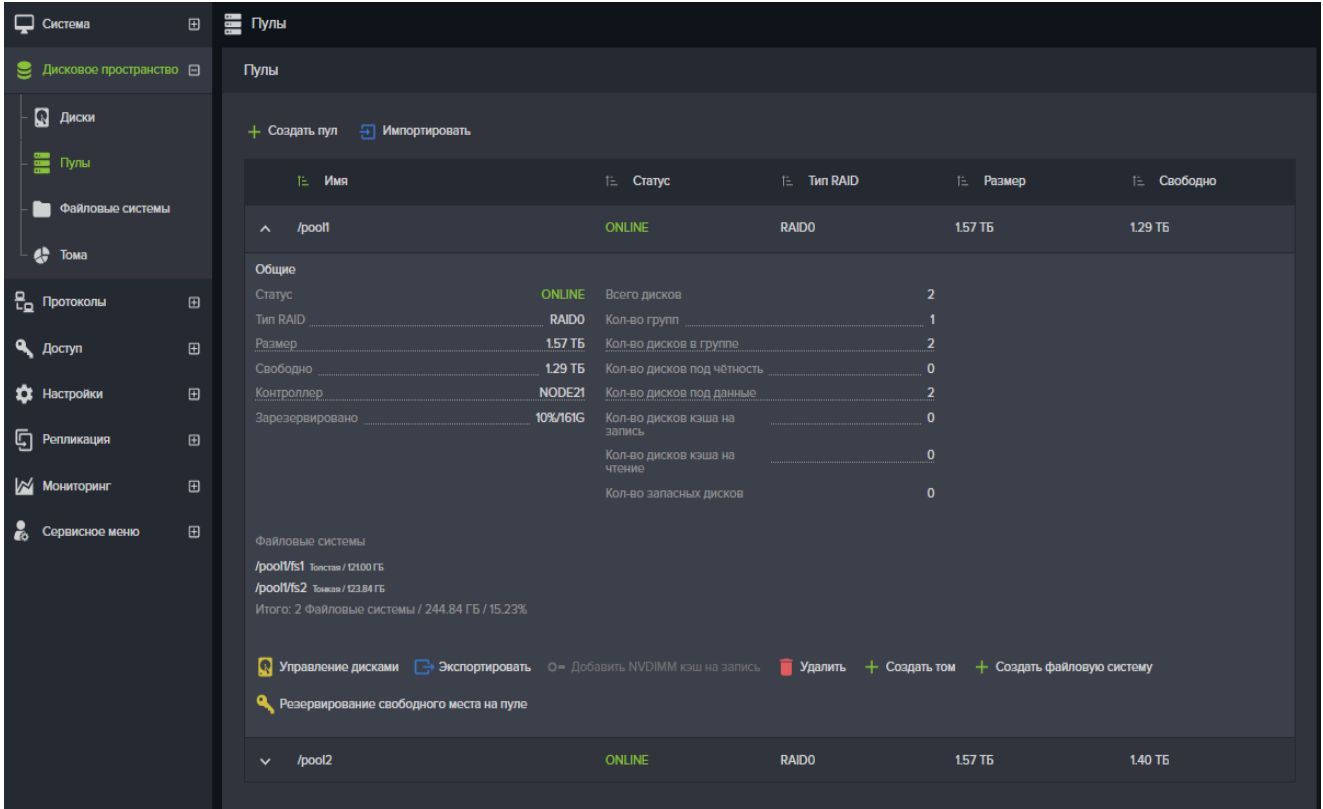 Система
Пулы
Дисковое пространство
Пулы
Диски
Создать пул Импортировать
Пулы
Имя Статус Тип RAID Размер Свободно
Файловые системы
/pool1 ONLINE RAID0 1.57 ТБ 1.29 ТБ
Тома
Общие
Статус ONLINE Всего дисков 2
Протоколы
Тип RAID RAID0 Кол-во групп 1
Доступ
Размер 1.57 ТБ Кол-во дисков в группе 2
Свободно 1.29 ТБ Кол-во дисков под чётность 0
Настройки
Контроллер NODE21 Кол-во дисков под данные 2
Зарезервировано 10%/161G Кол-во дисков кэша на
запись 0
Репликация
Кол-во дисков кэша на
чтение 0
Мониторинг
Кол-во запасных дисков 0
Сервисное меню
Файловые системы
/pool1/fs1 Толстая / 121.00 ГБ
/pool1/fs2 Тонкая / 123.84 ГБ
Итого: 2 Файловые системы / 244.84 ГБ / 15.23%
Управление дисками Экспортировать Добавить NVDIMM кэш на запись Удалить Создать том Создать файловую систему
Резервирование свободного места на пуле
/pool2 ONLINE RAID0 1.57 ТБ 1.40 ТБ